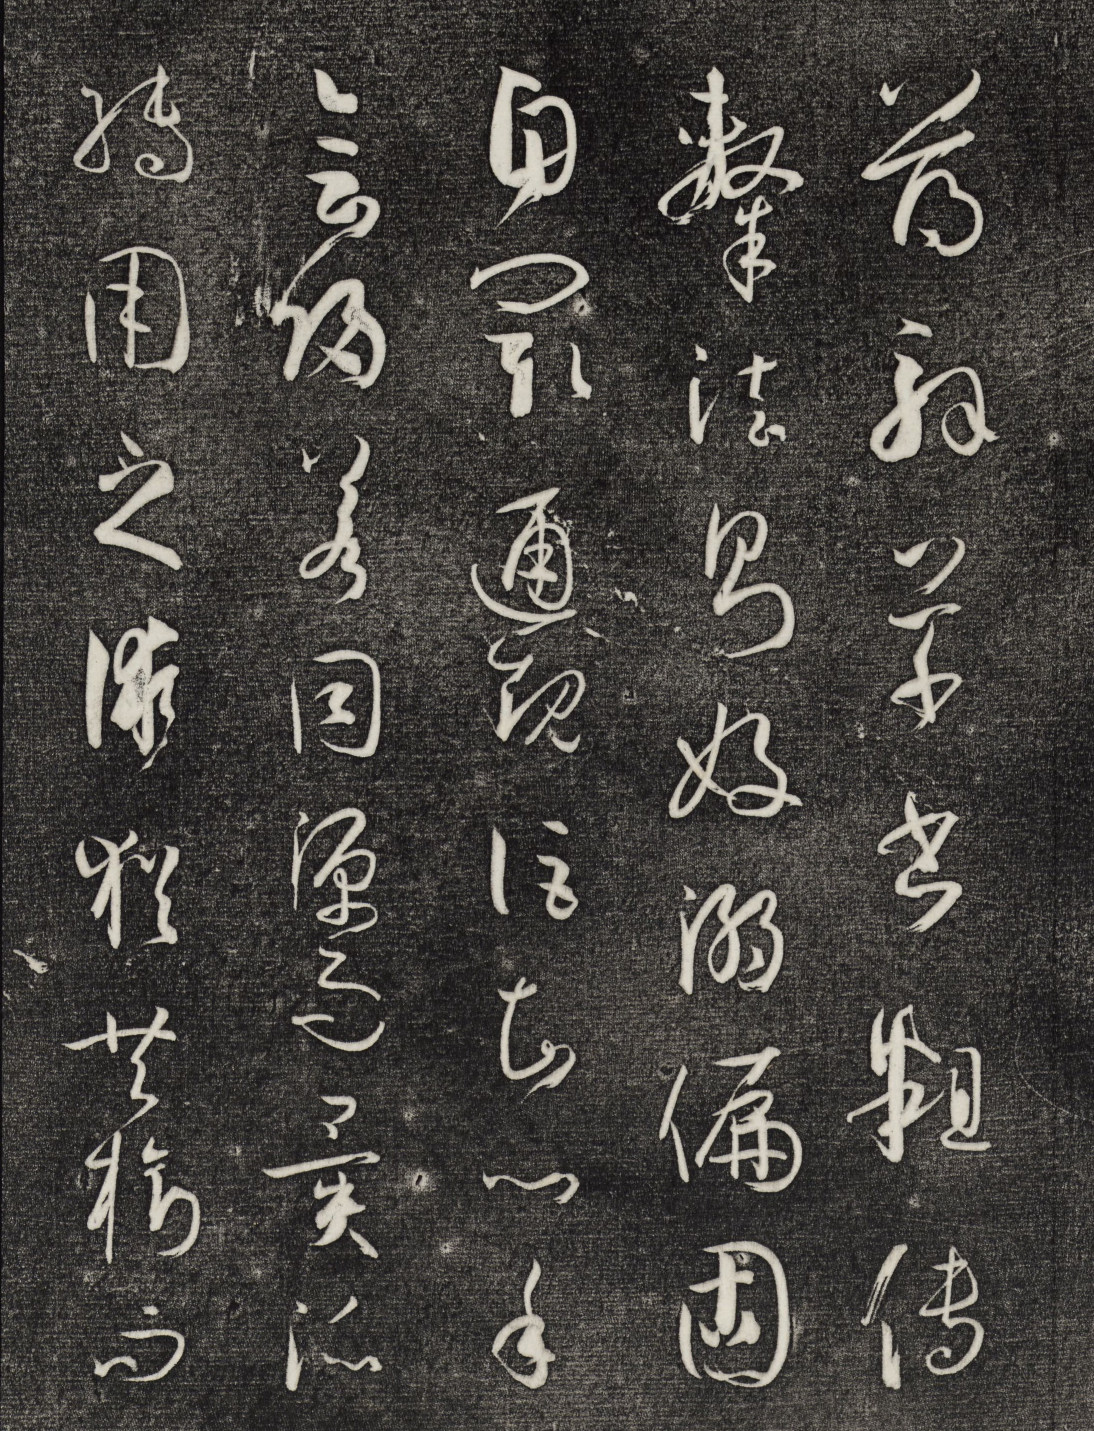 薄解草書粗傳
隸法則好溺偏固
自閡通規詎知心手
會歸若同源而異派
轉用之術猶共樹而